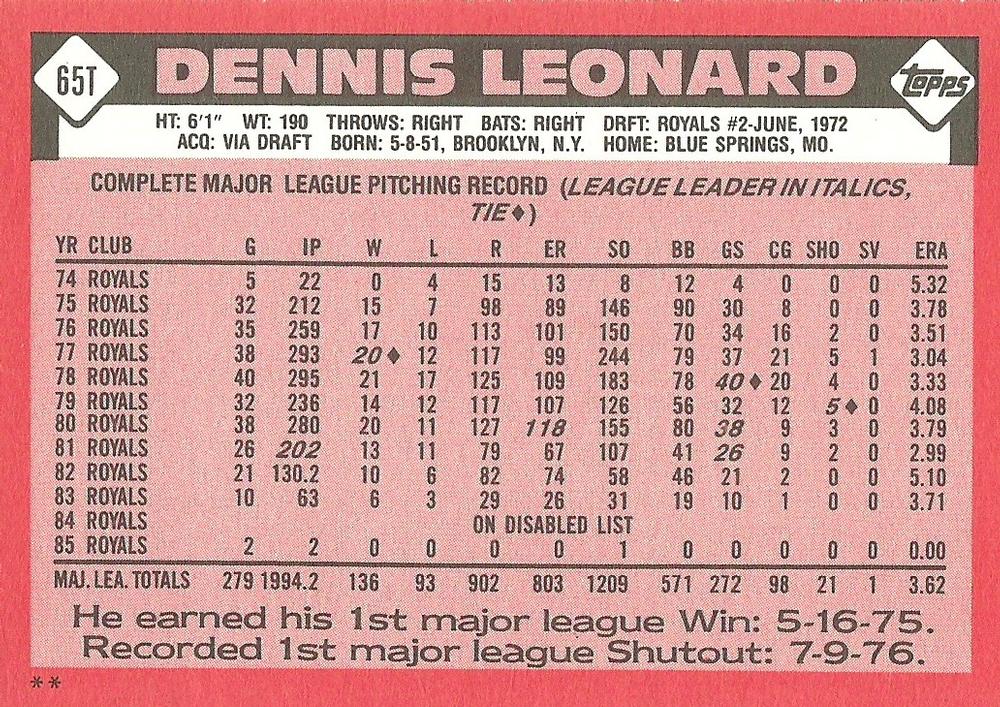 65T DENNIS LEONARD TOPPS
HT: 6'1" WT: 190 THROWS: RIGHT BATS: RIGHT DRFT: ROYALS #2-JUNE, 1972
ACQ: VIA DRAFT BORN: 5-8-51, BROOKLYN, N.Y. HOME: BLUE SPRINGS, MO.
COMPLETE MAJOR LEAGUE PITCHING RECORD (LEAGUE LEADER IN ITALICS,
TIE♦)
YR CLUB G IP W L R ER SO BB GS CG SHO SV ERA
74 ROYALS 5 22 0 4 15 13 8 12 4 0 0 0 5.32
75 ROYALS 32 212 15 7 98 89 146 90 30 8 0 0 3.78
76 ROYALS 35 259 17 10 113 101 150 70 34 16 2 0 3.51
77 ROYALS 38 293 20♦ 12 117 99 244 79 37 21 5 1 3.04
78 ROYALS 40 295 21 17 125 109 183 78 40♦ 20 4 0 3.33
79 ROYALS 32 236 14 12 117 107 126 56 32 12 5♦ 0 4.08
80 ROYALS 38 280 20 11 127 118 155 80 38 9 3 0 3.79
81 ROYALS 26 202 13 11 79 67 107 41 26 9 2 0 2.99
82 ROYALS 21 130.2 10 6 82 74 58 46 21 2 0 0 5.10
83 ROYALS 10 63 6 3 29 26 31 19 10 1 0 0 3.71
84 ROYALS ON DISABLED LIST
85 ROYALS 2 2 0 0 0 0 1 0 0 0 0 0 0.00
MAJ. LEA. TOTALS 279 1994.2 136 93 902 803 1209 571 272 98 21 1 3.62
He earned his 1st major league Win: 5-16-75.
Recorded 1st major league Shutout: 7-9-76.
**